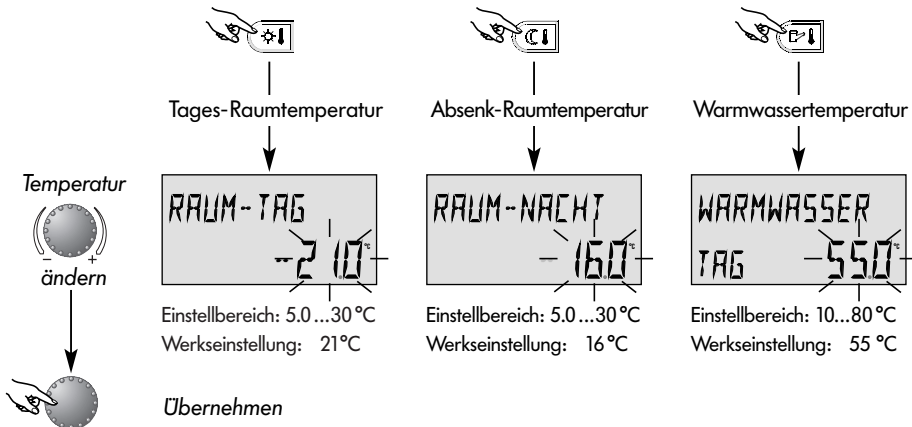 Tages-Raumtemperatur
Absenk-Raumtemperatur
Warmwassertemperatur
Temperatur
- +
ändern
RAUM-TAG
21.0 °C
RAUM-NACHT
16.0 °C
WARMWASSER
TAG 55.0 °C
Einstellbereich: 5.0 ...30 °C
Werkseinstellung: 21°C
Einstellbereich: 5.0 ...30 °C
Werkseinstellung: 16°C
Einstellbereich: 10...80 °C
Werkseinstellung: 55 °C
Übernehmen